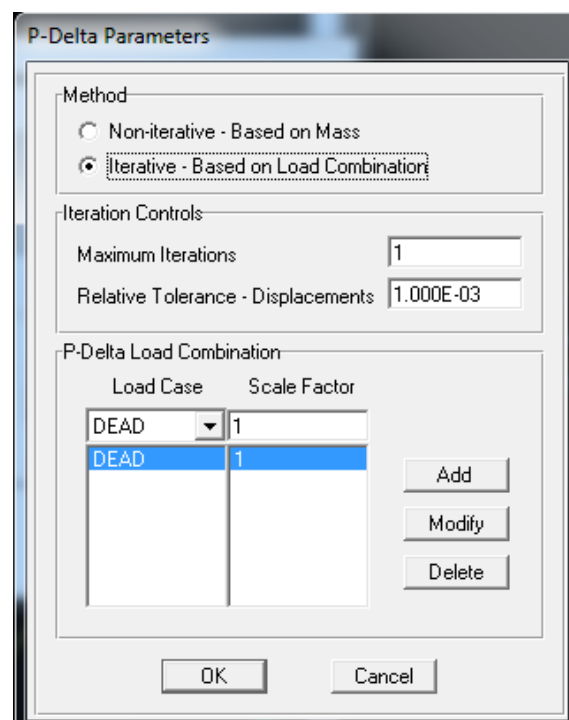 P-Delta Parameters
Method
Non-iterative - Based on Mass
Iterative - Based on Load Combination
Iteration Controls
Maximum Iterations 1
Relative Tolerance - Displacements 1.000E-03
P-Delta Load Combination
Load Case Scale Factor
DEAD 1
DEAD 1
Add
Modify
Delete
OK Cancel